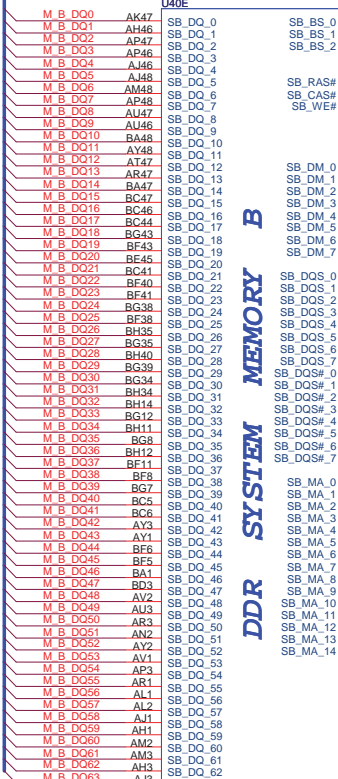 U40E
M_B_DQ0 AK47 SB_DQ_0 SB_BS_0
M_B_DQ1 AH46 SB_DQ_1 SB_BS_1
M_B_DQ2 AP47 SB_DQ_2 SB_BS_2
M_B_DQ3 AP46 SB_DQ_3
M_B_DQ4 AJ46 SB_DQ_4
M_B_DQ5 AJ48 SB_DQ_5 SB_RAS#
M_B_DQ6 AM48 SB_DQ_6 SB_CAS#
M_B_DQ7 AP48 SB_DQ_7 SB_WE#
M_B_DQ8 AU47 SB_DQ_8
M_B_DQ9 AU46 SB_DQ_9
M_B_DQ10 BA48 SB_DQ_10
M_B_DQ11 AY48 SB_DQ_11
M_B_DQ12 AT47 SB_DQ_12 SB_DM_0
M_B_DQ13 AR47 SB_DQ_13 SB_DM_1
M_B_DQ14 BA47 SB_DQ_14 SB_DM_2
M_B_DQ15 BC47 SB_DQ_15 SB_DM_3
M_B_DQ16 BC46 SB_DQ_16 SB_DM_4
M_B_DQ17 BC44 SB_DQ_17 SB_DM_5
M_B_DQ18 BG43 SB_DQ_18 SB_DM_6
M_B_DQ19 BF43 SB_DQ_19 SB_DM_7
M_B_DQ20 BE45 SB_DQ_20
M_B_DQ21 BC41 SB_DQ_21 SB_DQS_0
M_B_DQ22 BF40 SB_DQ_22 SB_DQS_1
M_B_DQ23 BF41 SB_DQ_23 SB_DQS_2
M_B_DQ24 BG38 SB_DQ_24 SB_DQS_3
M_B_DQ25 BF38 SB_DQ_25 SB_DQS_4
M_B_DQ26 BH35 SB_DQ_26 SB_DQS_5
M_B_DQ27 BG35 SB_DQ_27 SB_DQS_6
M_B_DQ28 BH40 SB_DQ_28 SB_DQS_7
M_B_DQ29 BG39 SB_DQ_29 SB_DQS#_0
M_B_DQ30 BG34 SB_DQ_30 SB_DQS#_1
M_B_DQ31 BH34 SB_DQ_31 SB_DQS#_2
M_B_DQ32 BH14 SB_DQ_32 SB_DQS#_3
M_B_DQ33 BG12 SB_DQ_33 SB_DQS#_4
M_B_DQ34 BH11 SB_DQ_34 SB_DQS#_5
M_B_DQ35 BG8 SB_DQ_35 SB_DQS#_6
M_B_DQ36 BH12 SB_DQ_36 SB_DQS#_7
M_B_DQ37 BF11 SB_DQ_37
M_B_DQ38 BF8 SB_DQ_38 SB_MA_0
M_B_DQ39 BG7 SB_DQ_39 SB_MA_1
M_B_DQ40 BC5 SB_DQ_40 SB_MA_2
M_B_DQ41 BC6 SB_DQ_41 SB_MA_3
M_B_DQ42 AY3 SB_DQ_42 SB_MA_4
M_B_DQ43 AY1 SB_DQ_43 SB_MA_5
M_B_DQ44 BF6 SB_DQ_44 SB_MA_6
M_B_DQ45 BF5 SB_DQ_45 SB_MA_7
M_B_DQ46 BA1 SB_DQ_46 SB_MA_8
M_B_DQ47 BD3 SB_DQ_47 SB_MA_9
M_B_DQ48 AV2 SB_DQ_48 SB_MA_10
M_B_DQ49 AU3 SB_DQ_49 SB_MA_11
M_B_DQ50 AR3 SB_DQ_50 SB_MA_12
M_B_DQ51 AN2 SB_DQ_51 SB_MA_13
M_B_DQ52 AY2 SB_DQ_52 SB_MA_14
M_B_DQ53 AV1 SB_DQ_53
M_B_DQ54 AP3 SB_DQ_54
M_B_DQ55 AR1 SB_DQ_55
M_B_DQ56 AL1 SB_DQ_56
M_B_DQ57 AL2 SB_DQ_57
M_B_DQ58 AJ1 SB_DQ_58
M_B_DQ59 AH1 SB_DQ_59
M_B_DQ60 AM2 SB_DQ_60
M_B_DQ61 AM3 SB_DQ_61
M_B_DQ62 AH3 SB_DQ_62
M_B_DQ63 AJ3
DDR SYSTEM MEMORY B